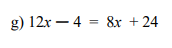 g) 12x − 4 = 8x + 24